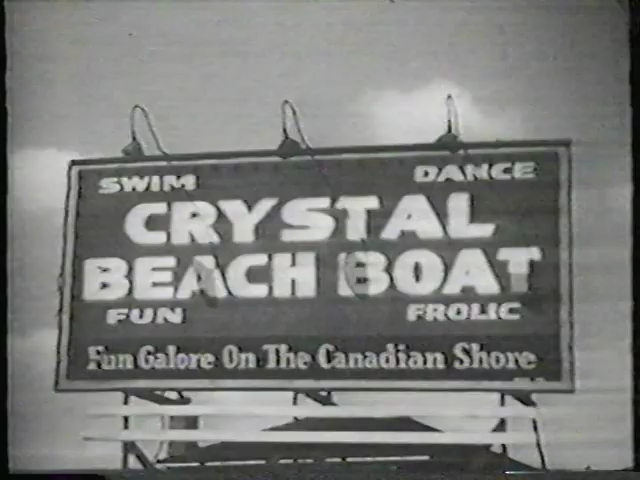 SWIM DANCE
CRYSTAL
BEACH BOAT
FUN FROLIC
Fun Galore On The Canadian Shore